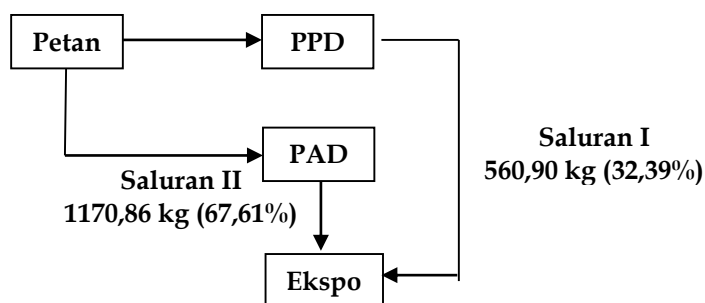 Petan
PPD
PAD
Saluran I
560,90 kg (32,39%)
Saluran II
1170,86 kg (67,61%)
Ekspo